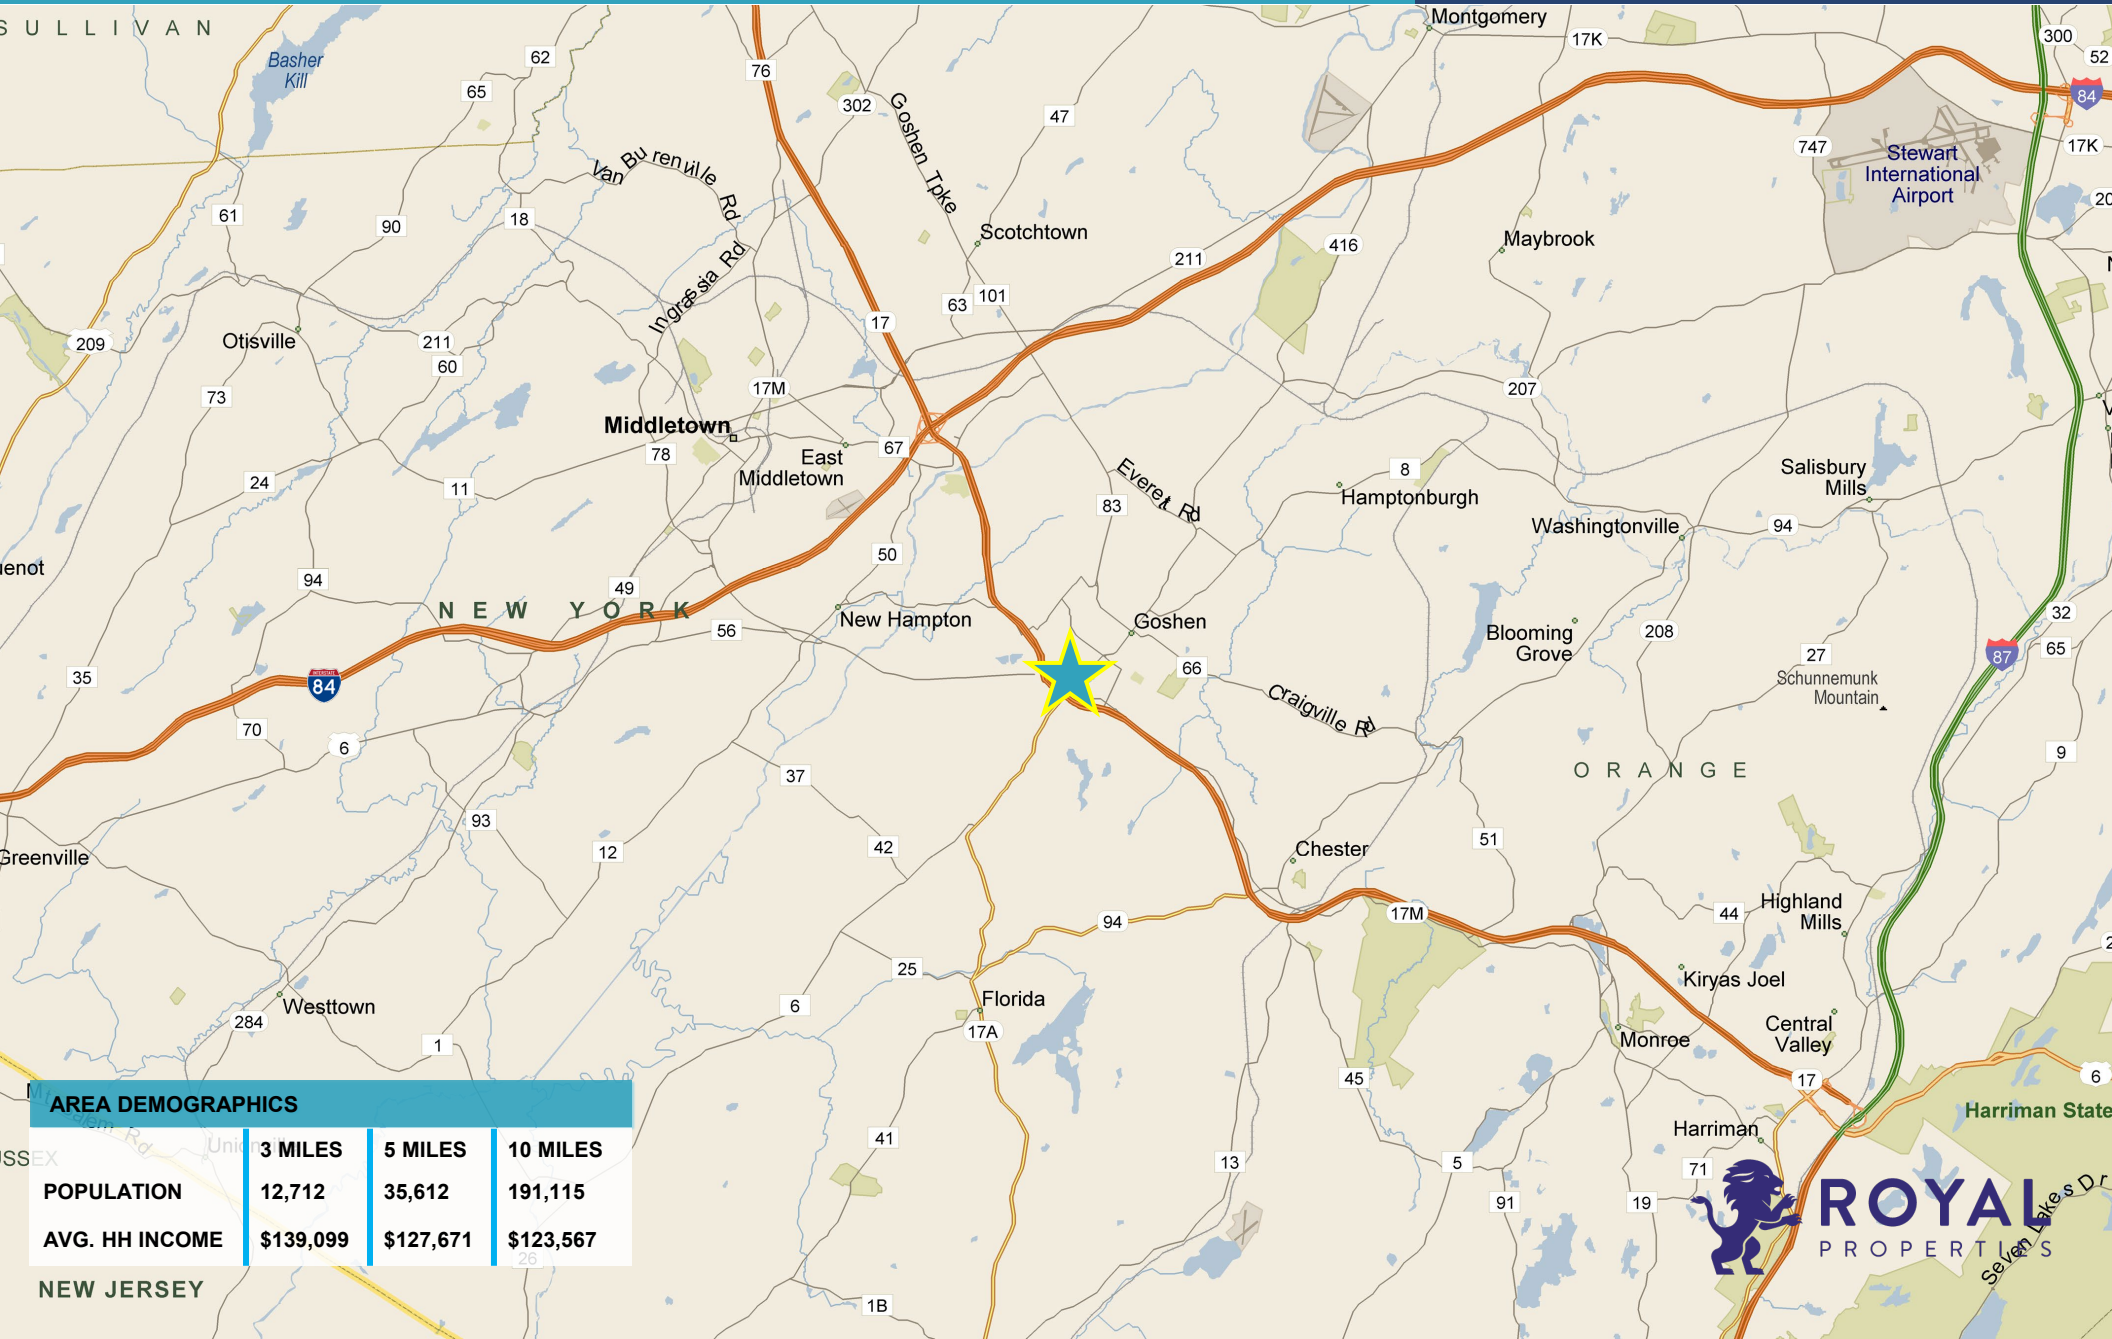 SULLIVAN
Montgomery
17K
300
52
Basher
Kill
62
76
65
84
302
47
Goshen Tpke
17K
747
Stewart
International
Airport
Van Burenville Rd
20
61
90
18
Scotchtown
416
Maybrook
211
Ingrassia Rd
63
101
17
209
Otisville
211
60
17M
207
73
Middletown
78
67
East
Middletown
8
Salisbury
Mills
24
11
Everett Rd
83
Hamptonburgh
Washingtonville
94
50
enot
94
49
NEW YORK
56
New Hampton
Goshen
32
Blooming
Grove
208
27
87
65
35
84
66
Schunnemunk
Mountain
Craigville Rd
70
6
9
37
ORANGE
93
51
12
42
Chester
Greenville
17M
44
Highland
Mills
94
25
Kiryas Joel
Westtown
6
Florida
284
17A
Central
Valley
1
Monroe
45
17
6
Harriman State
41
Harriman
13
5
71
91
19
Seven Lakes Dr
1B
26
AREA DEMOGRAPHICS
3 MILES 5 MILES 10 MILES
POPULATION 12,712 35,612 191,115
AVG. HH INCOME $139,099 $127,671 $123,567
NEW JERSEY
ROYAL
PROPERTIES